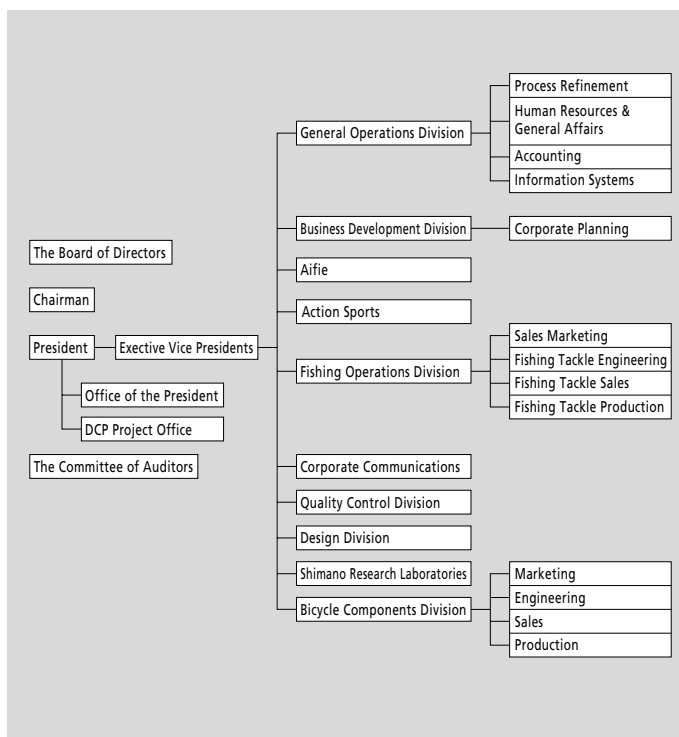 The Board of Directors
Chairman
President
Exective Vice Presidents
Office of the President
DCP Project Office
The Committee of Auditors
General Operations Division
Process Refinement
Human Resources &
General Affairs
Accounting
Information Systems
Business Development Division
Corporate Planning
Aifie
Action Sports
Fishing Operations Division
Sales Marketing
Fishing Tackle Engineering
Fishing Tackle Sales
Fishing Tackle Production
Corporate Communications
Quality Control Division
Design Division
Shimano Research Laboratories
Bicycle Components Division
Marketing
Engineering
Sales
Production